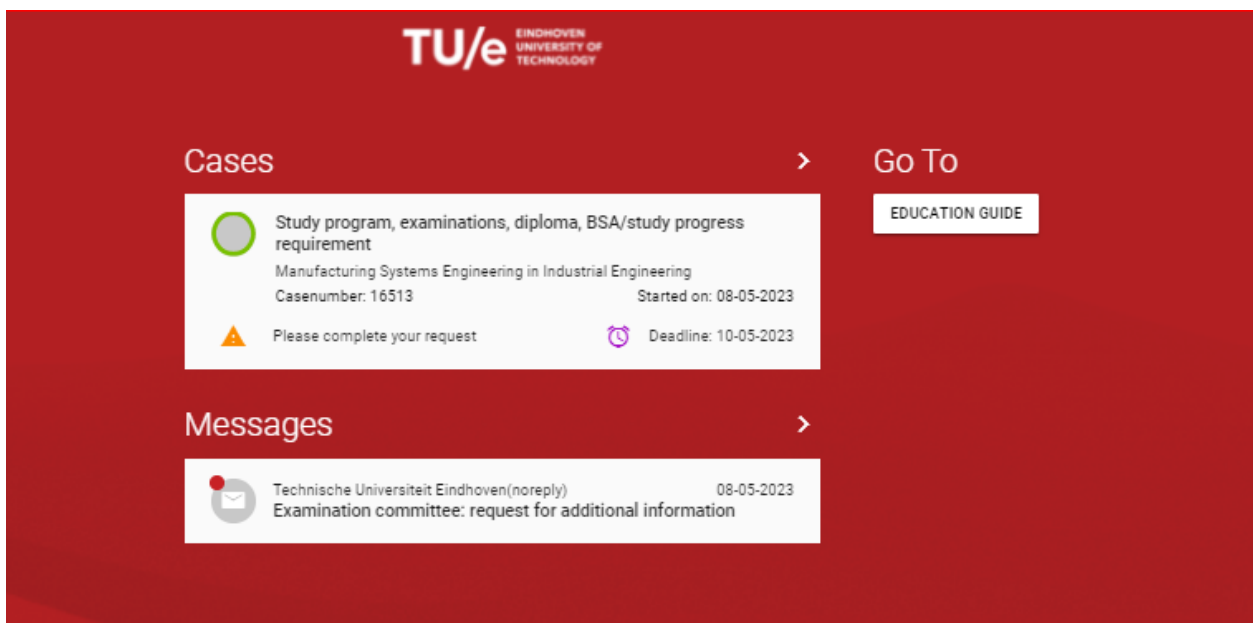 TU/e EINDHOVEN
UNIVERSITY OF
TECHNOLOGY
Cases
Study program, examinations, diploma, BSA/study progress
requirement
Manufacturing Systems Engineering in Industrial Engineering
Casenumber: 16513 Started on: 08-05-2023
Please complete your request Deadline: 10-05-2023
Messages
Technische Universiteit Eindhoven(noreply) 08-05-2023
Examination committee: request for additional information
Go To
EDUCATION GUIDE